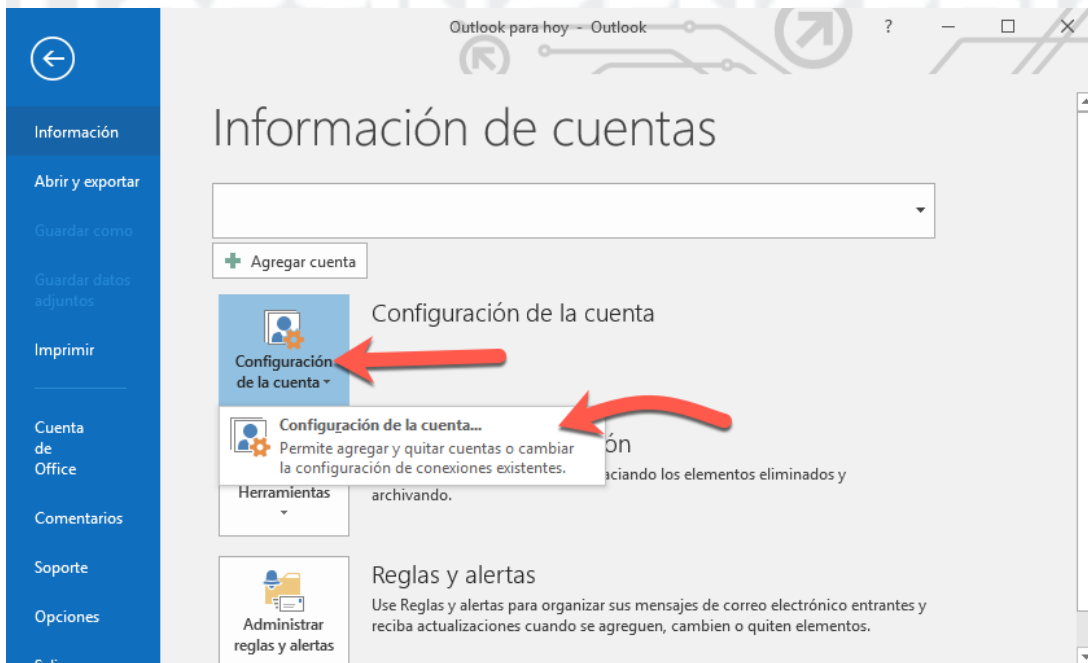 Outlook para hoy - Outlook
?
Información
Abrir y exportar
Guardar como
Guardar datos
adjuntos
Imprimir
Cuenta
de
Office
Comentarios
Soporte
Opciones
Información de cuentas
Agregar cuenta
Configuración
de la cuenta
Configuración de la cuenta
Configuración de la cuenta...
Permite agregar y quitar cuentas o cambiar
la configuración de conexiones existentes.
ón
aciando los elementos eliminados y
archivando.
Herramientas
Administrar
reglas y alertas
Reglas y alertas
Use Reglas y alertas para organizar sus mensajes de correo electrónico entrantes y
reciba actualizaciones cuando se agreguen, cambien o quiten elementos.